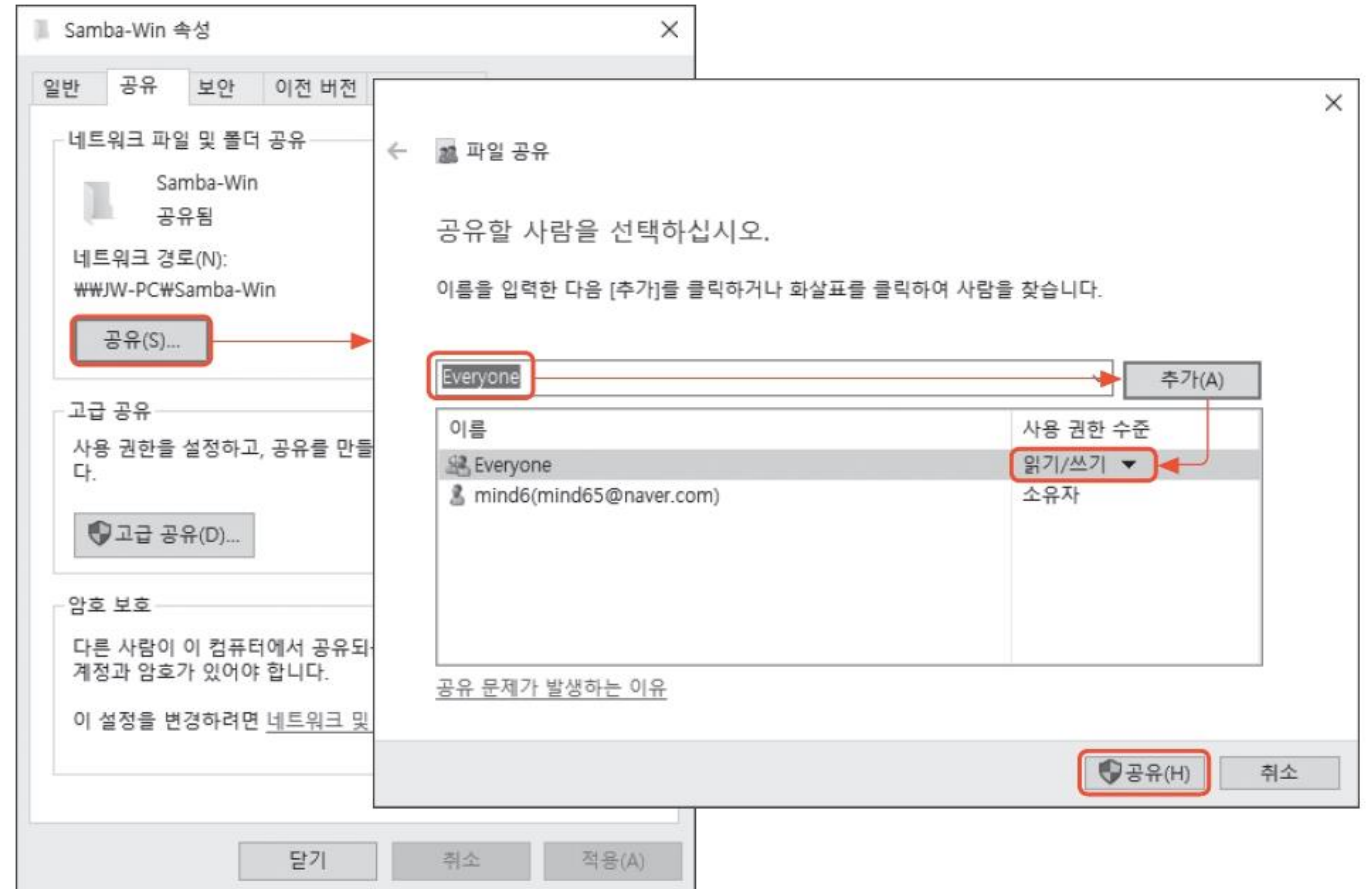 Samba-Win 속성
일반 공유 보안 이전 버전
네트워크 파일 및 폴더 공유
Samba-Win
공유됨
네트워크 경로(N):
₩₩JW-PC₩Samba-Win
공유(S)...
고급 공유
사용 권한을 설정하고, 공유를 만들
다.
고급 공유(D)...
암호 보호
다른 사람이 이 컴퓨터에서 공유되
계정과 암호가 있어야 합니다.
이 설정을 변경하려면 네트워크 및
닫기 취소 적용(A)
파일 공유
공유할 사람을 선택하십시오.
이름을 입력한 다음 [추가]를 클릭하거나 화살표를 클릭하여 사람을 찾습니다.
Everyone 추가(A)
이름 사용 권한 수준
Everyone 읽기/쓰기
mind6(mind65@naver.com) 소유자
공유 문제가 발생하는 이유
공유(H) 취소